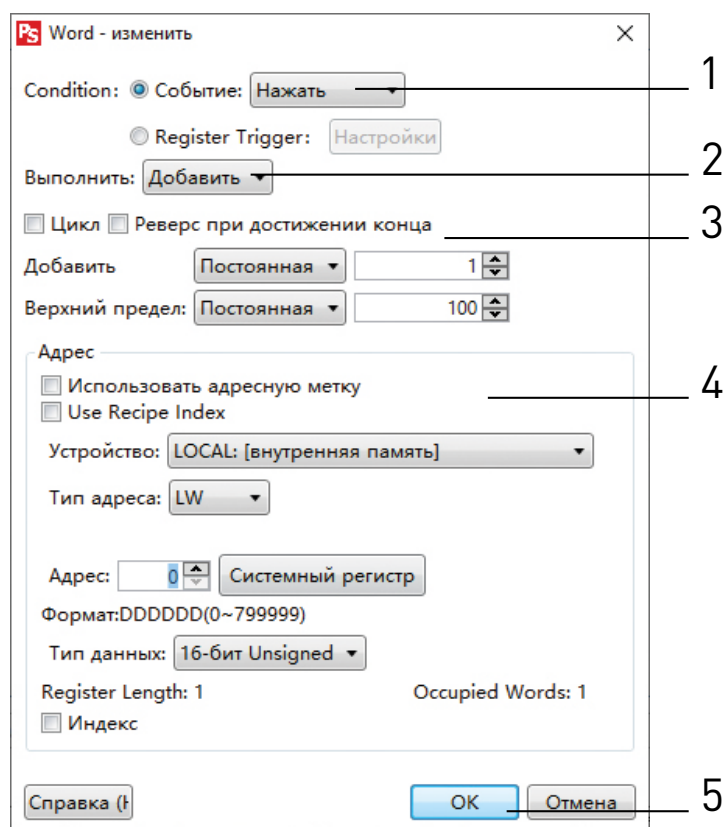 PS Word - изменить
Condition: Событие: Нажать 1
Register Trigger: Настройки
Выполнить: Добавить 2
Цикл Реверс при достижении конца 3
Добавить Постоянная 1
Верхний предел: Постоянная 100
Адрес
Использовать адресную метку 4
Use Recipe Index
Устройство: LOCAL: [внутренняя память]
Тип адреса: LW
Адрес: 0 Системный регистр
Формат:DDDDDD(0~799999)
Тип данных: 16-бит Unsigned
Register Length: 1 Occupied Words: 1
Индекс
Справка (H OK Отмена 5